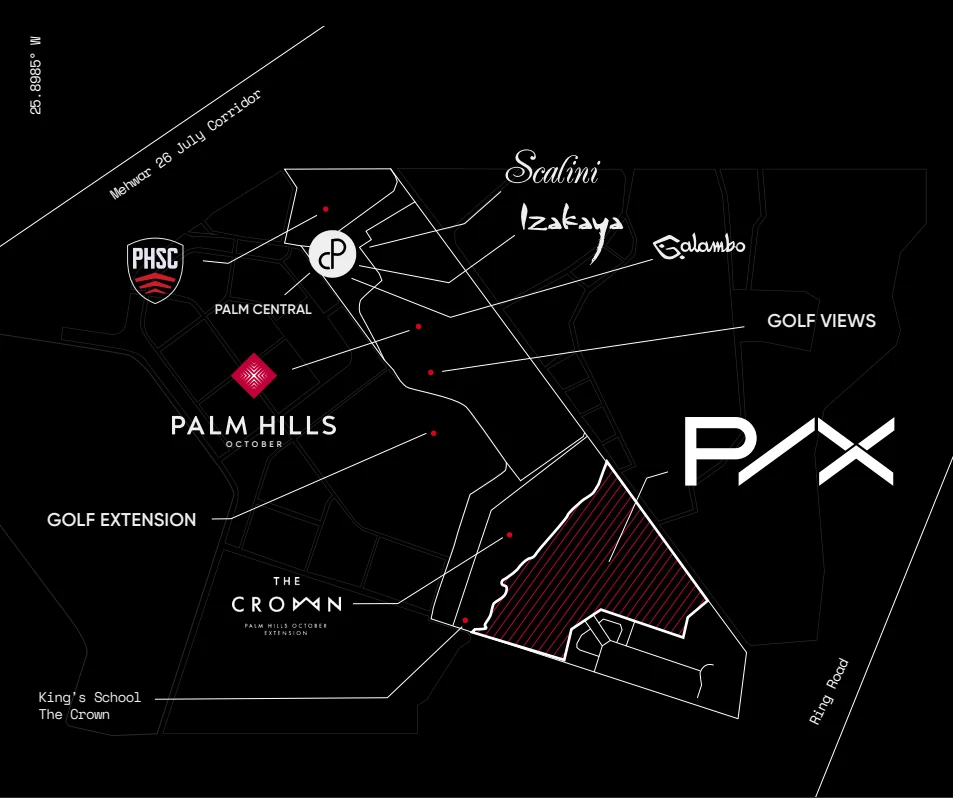 25.8985° W
Mehwar 26 July Corridor
Scalini
Izakaya
Galambo
PHSC
PALM CENTRAL
GOLF VIEWS
PALM HILLS
OCTOBER
PIX
GOLF EXTENSION
THE
CROWN
PALM HILLS OCTOBER
EXTENSION
King's School
The Crown
Ring Road